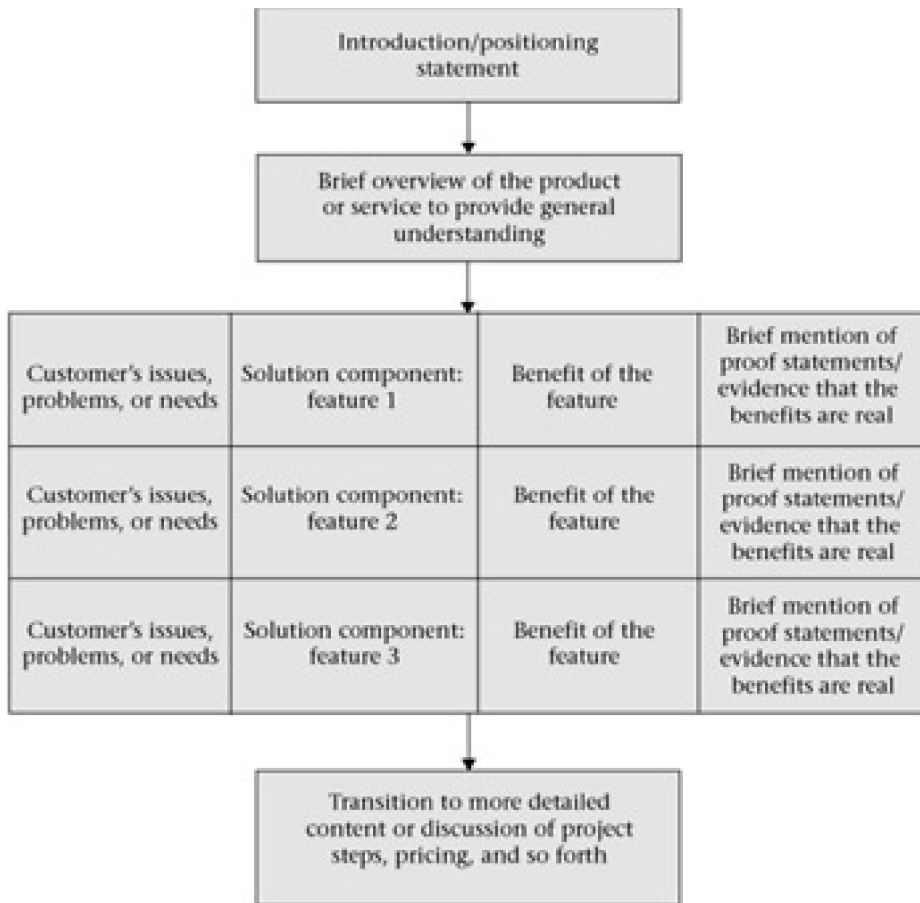 Introduction/positioning
statement
Brief overview of the product
or service to provide general
understanding
Customer's issues,
problems, or needs
Solution component:
feature 1
Benefit of the
feature
Brief mention of
proof statements/
evidence that the
benefits are real
Customer's issues,
problems, or needs
Solution component:
feature 2
Benefit of the
feature
Brief mention of
proof statements/
evidence that the
benefits are real
Customer's issues,
problems, or needs
Solution component:
feature 3
Benefit of the
feature
Brief mention of
proof statements/
evidence that the
benefits are real
Transition to more detailed
content or discussion of project
steps, pricing, and so forth